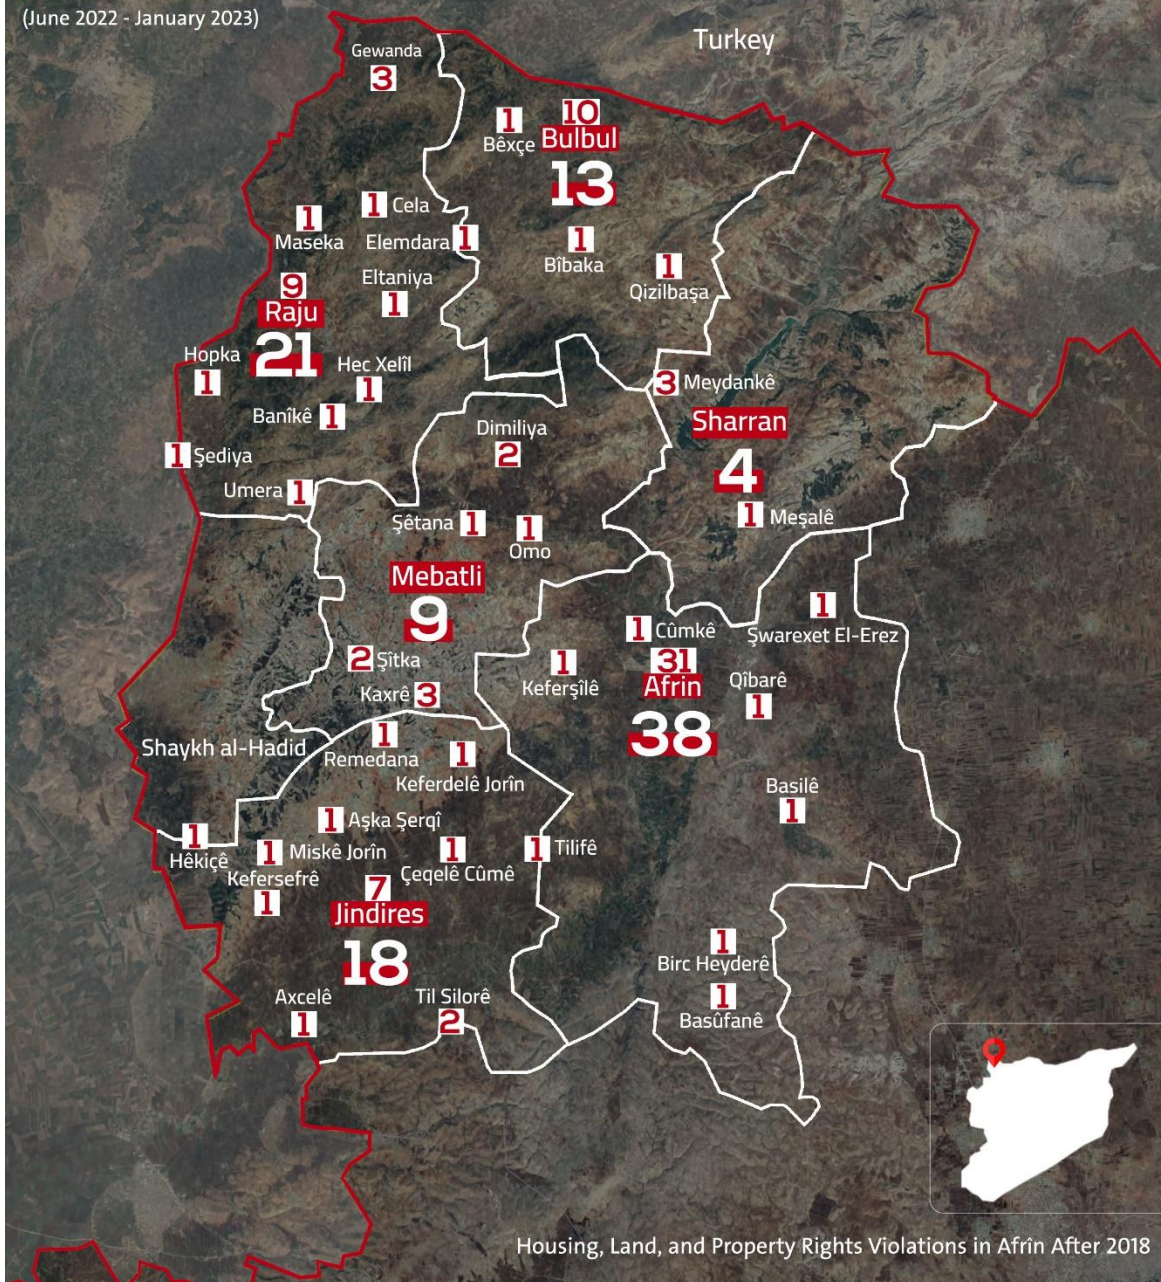 (June 2022 - January 2023)
Turkey
Gewanda
3
10
Bulbul
13
1
Bêxçe
1
Cela
1
Maseka
Elemdara
1
1
Bîbaka
1
Qizilbaşa
Eltaniya
1
9
Raju
21
Hopka
1
Hec Xelîl
1
Banîkê
1
3
Meydankê
Sharran
4
Dimiliya
2
1
Şediya
Umera
1
Şêtana
1
1
Omo
1
Meşalê
Mebatli
9
1
Şwarexet El-Erez
1
Cûmkê
2
Şîtka
1
Keferşîlê
31
Afrin
38
Qîbarê
1
Kaxrê
3
Shaykh al-Hadid
1
Remedana
1
Keferdelê Jorîn
Basilê
1
1
Aşka Şerqî
1
Hêkiçê
1
Miskê Jorîn
1
Çeqelê Cûmê
1
Tilifê
Kefersefrê
1
7
Jindires
18
1
Birc Heyderê
1
Basûfanê
Axcelê
1
Til Silorê
2
Housing, Land, and Property Rights Violations in Afrîn After 2018